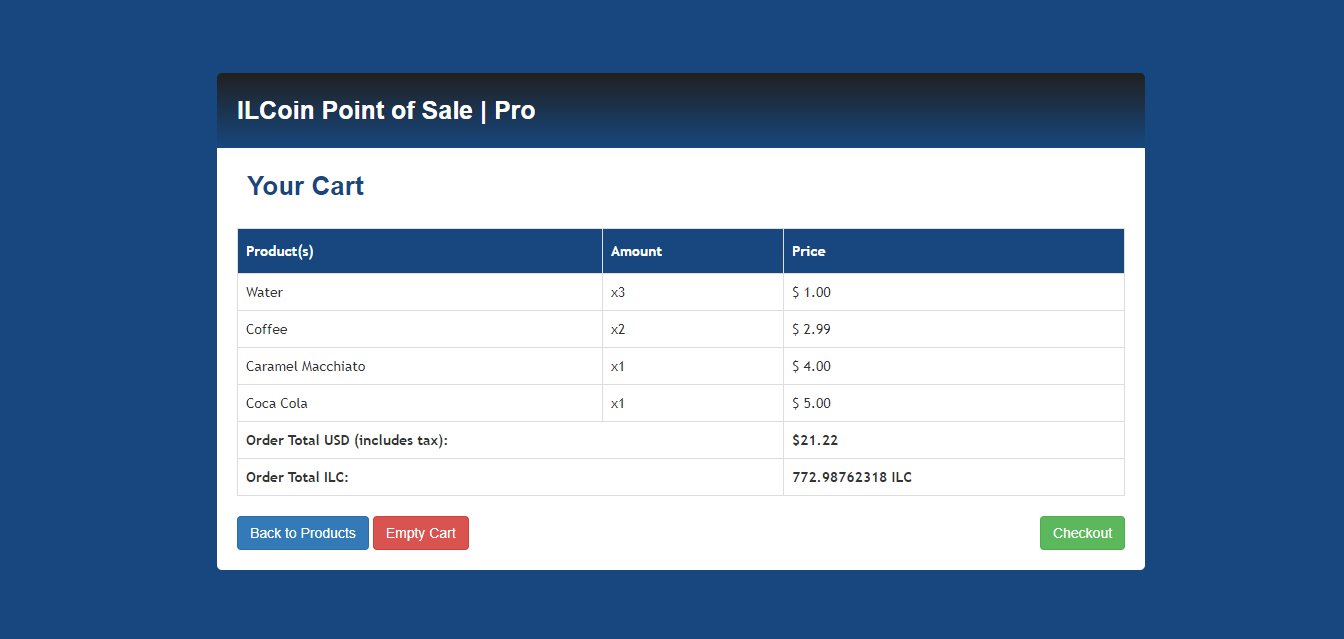 ILCoin Point of Sale | Pro
Your Cart
Product(s) Amount Price
Water x3 $ 1.00
Coffee x2 $ 2.99
Caramel Macchiato x1 $ 4.00
Coca Cola x1 $ 5.00
Order Total USD (includes tax): $21.22
Order Total ILC: 772.98762318 ILC
Back to Products Empty Cart Checkout